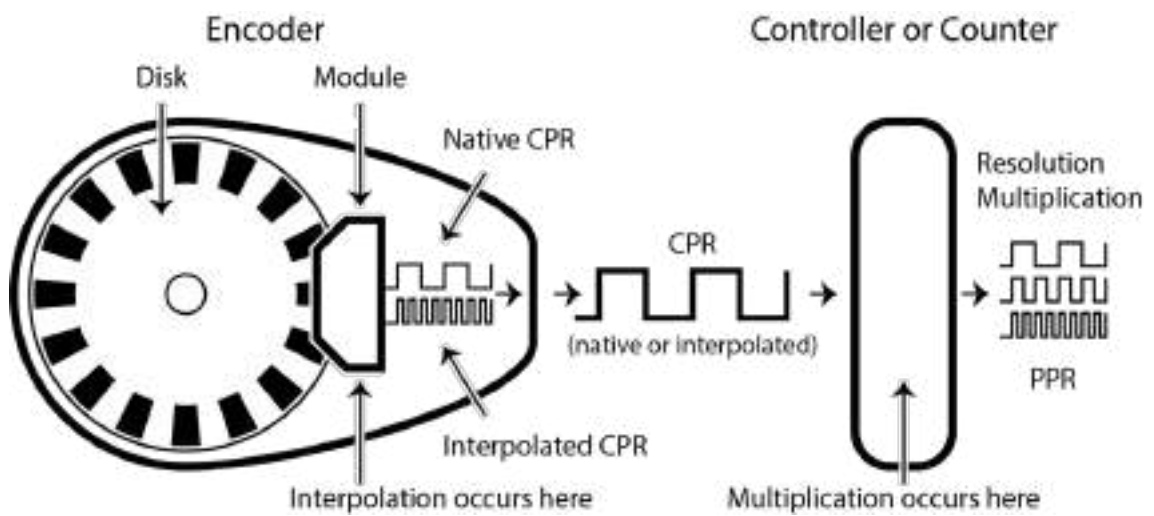 Encoder
Controller or Counter
Disk
Module
Native CPR
Resolution
Multiplication
CPR
(native or interpolated)
PPR
Interpolated CPR
Interpolation occurs here
Multiplication occurs here